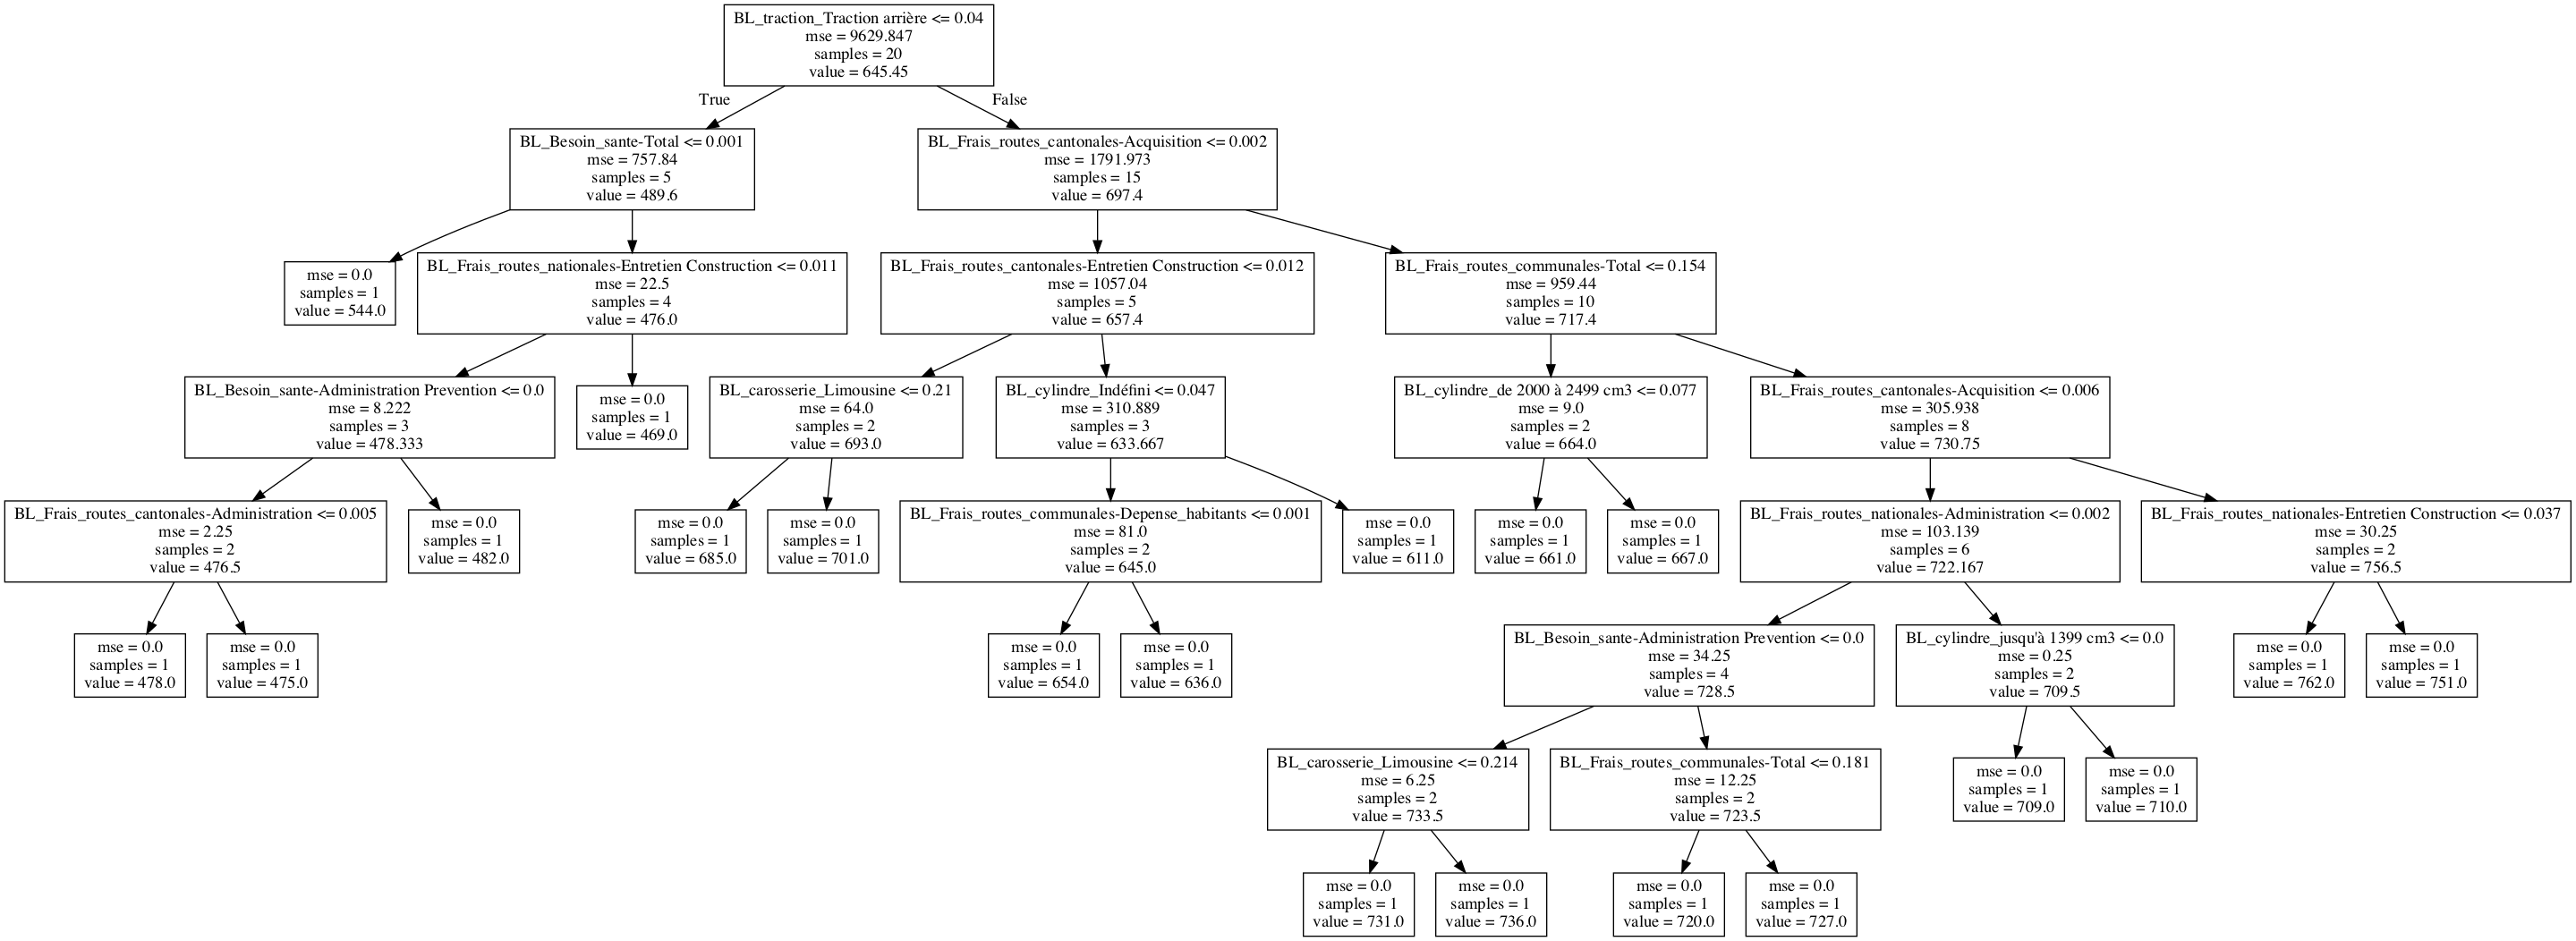 BL_traction_Traction arrière <= 0.04
mse = 9629.847
samples = 20
value = 645.45
True
False
BL_Besoin_sante-Total <= 0.001
mse = 757.84
samples = 5
value = 489.6
BL_Frais_routes_cantonales-Acquisition <= 0.002
mse = 1791.973
samples = 15
value = 697.4
mse = 0.0
samples = 1
value = 544.0
BL_Frais_routes_nationales-Entretien Construction <= 0.011
mse = 22.5
samples = 4
value = 476.0
BL_Frais_routes_cantonales-Entretien Construction <= 0.012
mse = 1057.04
samples = 5
value = 657.4
BL_Frais_routes_communales-Total <= 0.154
mse = 959.44
samples = 10
value = 717.4
BL_Besoin_sante-Administration Prevention <= 0.0
mse = 8.222
samples = 3
value = 478.333
mse = 0.0
samples = 1
value = 469.0
BL_carosserie_Limousine <= 0.21
mse = 64.0
samples = 2
value = 693.0
BL_cylindre_Indéfini <= 0.047
mse = 310.889
samples = 3
value = 633.667
BL_cylindre_de 2000 à 2499 cm3 <= 0.077
mse = 9.0
samples = 2
value = 664.0
BL_Frais_routes_cantonales-Acquisition <= 0.006
mse = 305.938
samples = 8
value = 730.75
BL_Frais_routes_cantonales-Administration <= 0.005
mse = 2.25
samples = 2
value = 476.5
mse = 0.0
samples = 1
value = 482.0
mse = 0.0
samples = 1
value = 685.0
mse = 0.0
samples = 1
value = 701.0
BL_Frais_routes_communales-Depense_habitants <= 0.001
mse = 81.0
samples = 2
value = 645.0
mse = 0.0
samples = 1
value = 611.0
mse = 0.0
samples = 1
value = 661.0
mse = 0.0
samples = 1
value = 667.0
BL_Frais_routes_nationales-Administration <= 0.002
mse = 103.139
samples = 6
value = 722.167
BL_Frais_routes_nationales-Entretien Construction <= 0.037
mse = 30.25
samples = 2
value = 756.5
mse = 0.0
samples = 1
value = 478.0
mse = 0.0
samples = 1
value = 475.0
mse = 0.0
samples = 1
value = 654.0
mse = 0.0
samples = 1
value = 636.0
BL_Besoin_sante-Administration Prevention <= 0.0
mse = 34.25
samples = 4
value = 728.5
BL_cylindre_jusqu'à 1399 cm3 <= 0.0
mse = 0.25
samples = 2
value = 709.5
mse = 0.0
samples = 1
value = 762.0
mse = 0.0
samples = 1
value = 751.0
BL_carosserie_Limousine <= 0.214
mse = 6.25
samples = 2
value = 733.5
BL_Frais_routes_communales-Total <= 0.181
mse = 12.25
samples = 2
value = 723.5
mse = 0.0
samples = 1
value = 709.0
mse = 0.0
samples = 1
value = 710.0
mse = 0.0
samples = 1
value = 731.0
mse = 0.0
samples = 1
value = 736.0
mse = 0.0
samples = 1
value = 720.0
mse = 0.0
samples = 1
value = 727.0